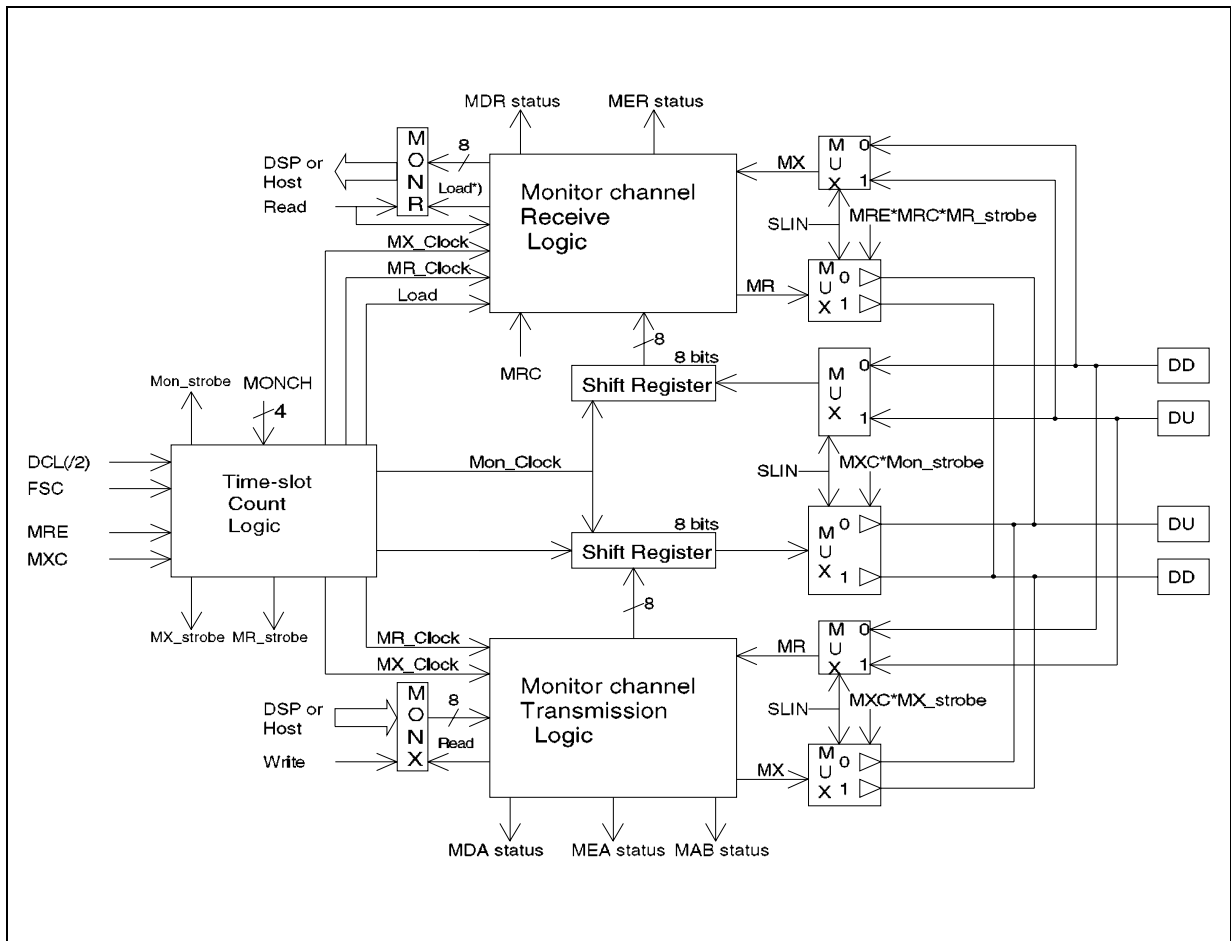 MDR status
MER status
DSP or
Host
Read
M
O
N
R
8
Load*)
Monitor channel
Receive
Logic
MX
M
U
X
0
1
SLIN
MRE*MRC*MR_strobe
MX_Clock
MR_Clock
Load
MR
M
U
X
0
1
MRC
8
8 bits
Shift Register
M
U
X
0
1
DD
DU
Mon_strobe
MONCH
4
DCL(/2)
FSC
MRE
MXC
Time-slot
Count
Logic
Mon_Clock
SLIN
MXC*Mon_strobe
8 bits
Shift Register
M
U
X
0
1
DU
DD
MX_strobe
MR_strobe
8
MR_Clock
MX_Clock
Monitor channel
Transmission
Logic
MR
M
U
X
0
1
DSP or
Host
Write
M
O
N
X
8
Read
SLIN
MXC*MX_strobe
MX
M
U
X
0
1
MDA status
MEA status
MAB status